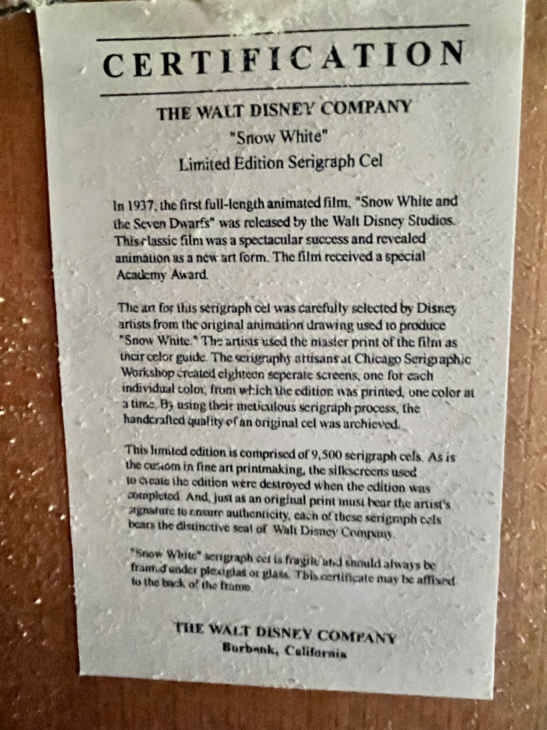 CERTIFICATION
THE WALT DISNEY COMPANY
"Snow White"
Limited Edition Serigraph Cel
In 1937, the first full-length animated film, "Snow White and
the Seven Dwarfs" was released by the Walt Disney Studios.
This classic film was a spectacular success and revealed
animation as a new art form. The film received a special
Academy Award.
The art for this serigraph cel was carefully selected by Disney
artists from the original animation drawing used to produce
"Snow White." The artists used the master print of the film as
their color guide. The serigraphy artisans at Chicago Serigraphic
Workshop created eighteen seperate screens, one for each
individual color, from which the edition was printed, one color at
a time. By using their meticulous serigraph process, the
handcrafted quality of an original cel was archieved.
This limited edition is comprised of 9,500 serigraph cels. As is
the custom in fine art printmaking, the silkscreens used
to create the edition were destroyed when the edition was
completed. And, just as an original print must bear the artist's
signature to ensure authenticity, each of these serigraph cels
bears the distinctive seal of Walt Disney Company.
"Snow White" serigraph cel is fragile and should always be
framed under plexiglas or glass. This certificate may be affixed
to the back of the frame.
THE WALT DISNEY COMPANY
Burbank, California